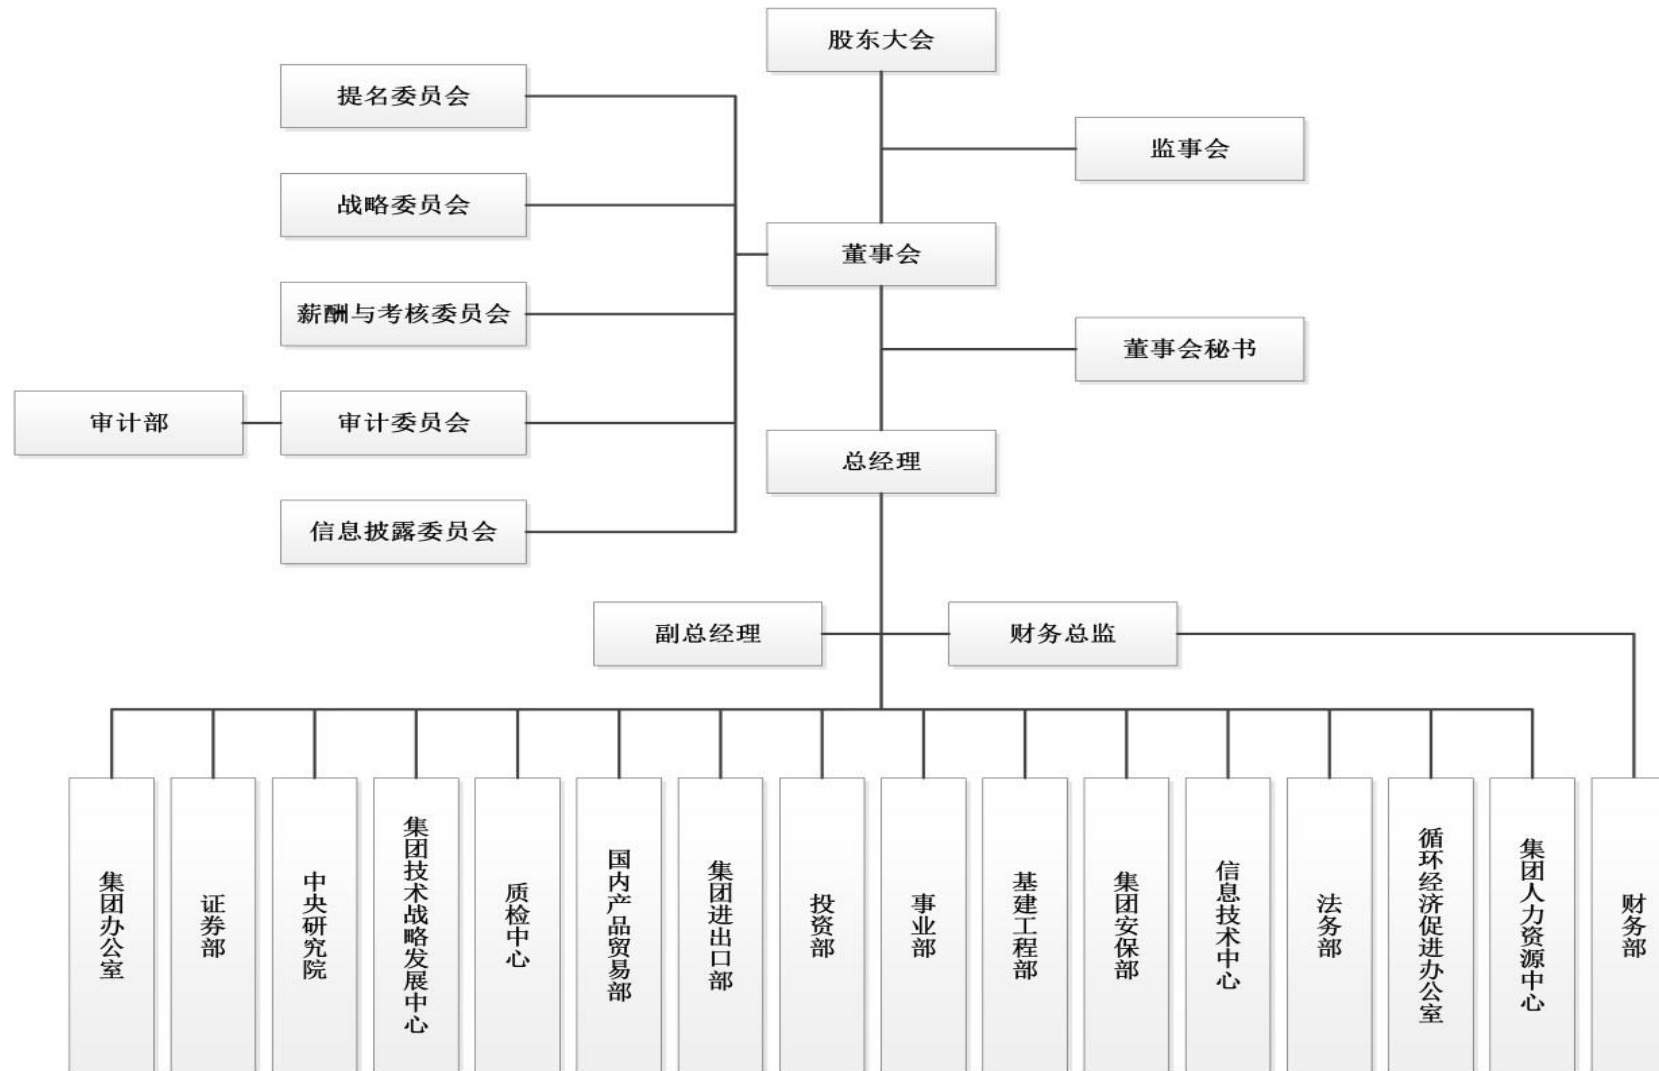 股东大会
提名委员会
监事会
战略委员会
董事会
薪酬与考核委员会
董事会秘书
审计部
审计委员会
总经理
信息披露委员会
副总经理
财务总监
集团办公室
证券部
中央研究院
集团技术战略发展中心
质检中心
国内产品贸易部
集团进出口部
投资部
事业部
基建工程部
集团安保部
信息技术中心
法务部
循环经济促进办公室
集团人力资源中心
财务部